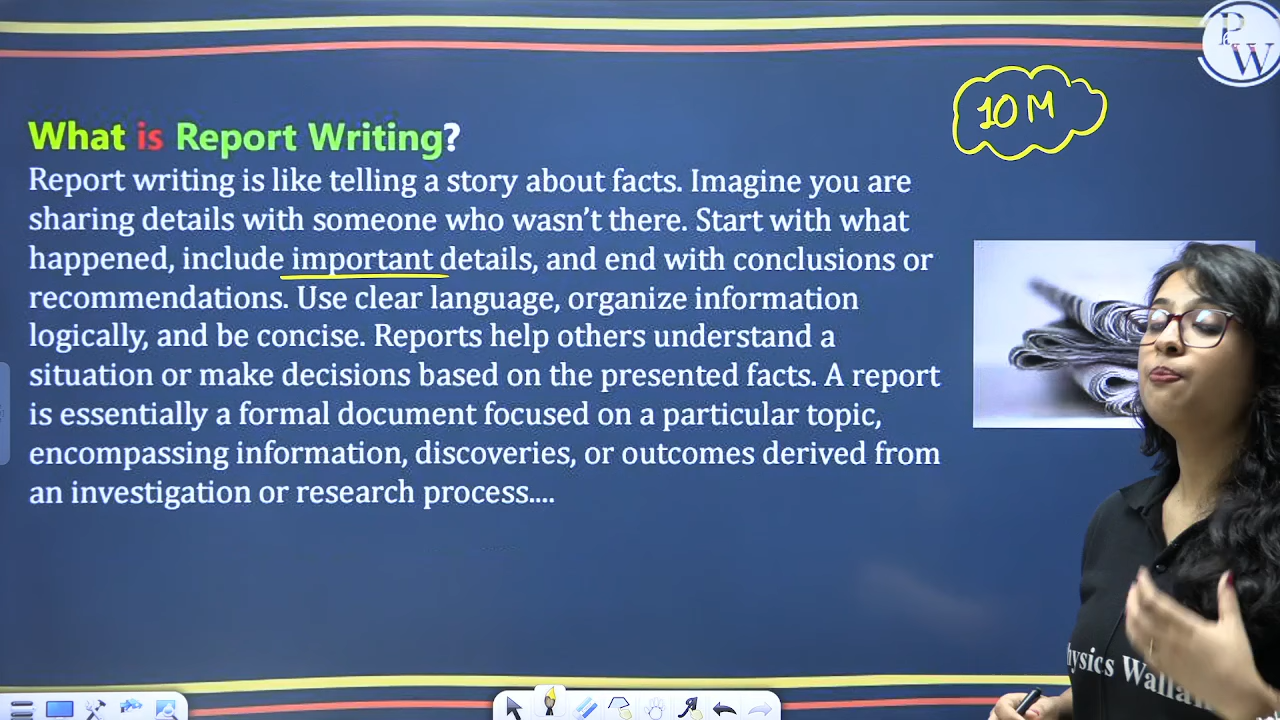 P
W
10 M
What is Report Writing?
Report writing is like telling a story about facts. Imagine you are
sharing details with someone who wasn't there. Start with what
happened, include important details, and end with conclusions or
recommendations. Use clear language, organize information
logically, and be concise. Reports help others understand a
situation or make decisions based on the presented facts. A report
is essentially a formal document focused on a particular topic,
encompassing information, discoveries, or outcomes derived from
an investigation or research process....
hysics Walla